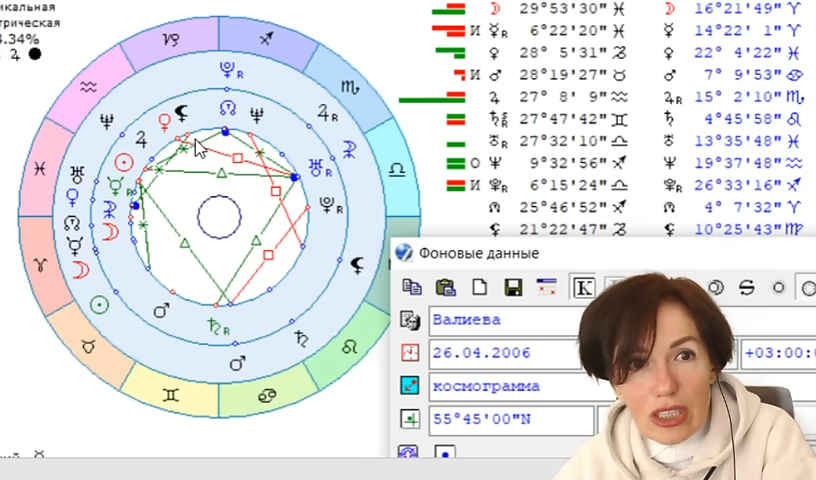 икальная
трическая
4.34%
29°53'30"
16°21'49"
И 6°22'20"
14°22' 1"
28° 5'31"
22° 4'22"
И 28°19'27"
7° 9'53"
27° 8' 9"
R 15° 2'10"
27°47'42"
4°45'58"
27°32'10"
13°35'48"
О 9°32'56"
19°37'48"
И R 6°15'24"
R 26°33'16"
25°46'52"
4° 7'32"
21°22'47"
10°25'43"
R
R
R
R
R
R
Фоновые данные
K
S
Валиева
26.04.2006
+03:00:
космограмма
55°45'00"N